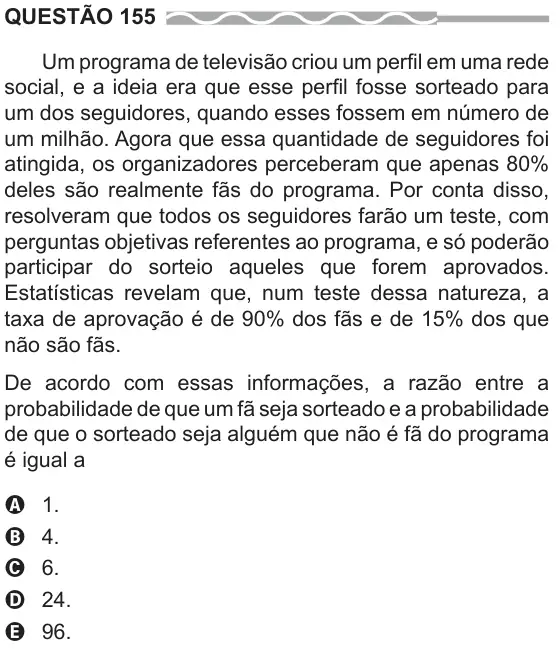 QUESTÃO 155
Um programa de televisão criou um perfil em uma rede
social, e a ideia era que esse perfil fosse sorteado para
um dos seguidores, quando esses fossem em número de
um milhão. Agora que essa quantidade de seguidores foi
atingida, os organizadores perceberam que apenas 80%
deles são realmente fãs do programa. Por conta disso,
resolveram que todos os seguidores farão um teste, com
perguntas objetivas referentes ao programa, e só poderão
participar do sorteio aqueles que forem aprovados.
Estatísticas revelam que, num teste dessa natureza, a
taxa de aprovação é de 90% dos fãs e de 15% dos que
não são fãs.
De acordo com essas informações, a razão entre a
probabilidade de que um fã seja sorteado e a probabilidade
de que o sorteado seja alguém que não é fã do programa
é igual a
A 1.
B 4.
C 6.
D 24.
E 96.